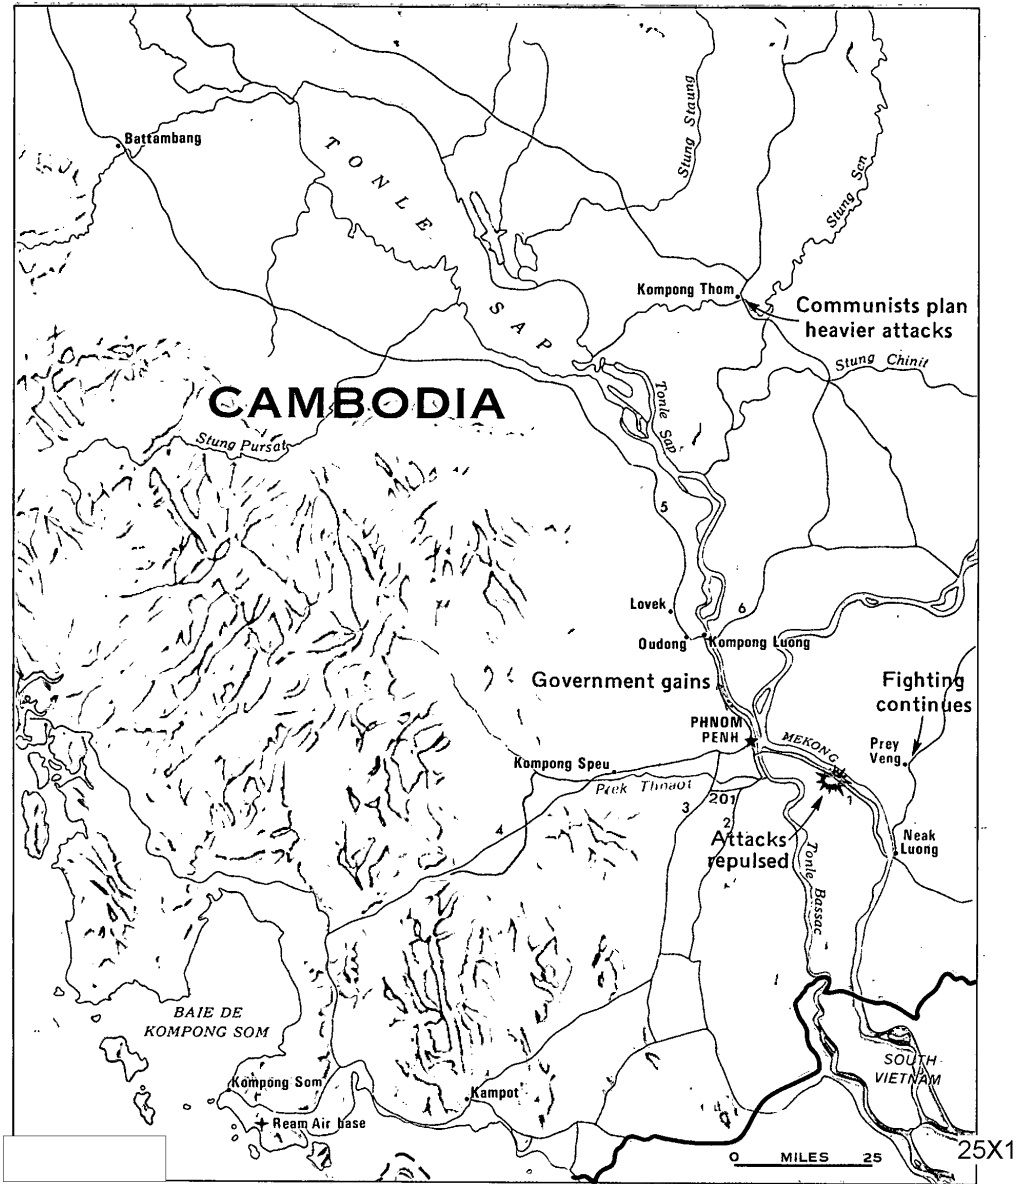 Battambang
TONLE SAP
Stung Staung
Stung Sen
Kompong Thom
Communists plan
heavier attacks
Stung Chinit
CAMBODIA
Tonle Sap
Stung Pursat
5
Lovek
6
Oudong
Kompong Luong
Government gains
Fighting
continues
PHNOM
PENH
MEKONG
Prey
Veng
Kompong Speu
Prek Thnaot
1
3
201
2
4
Attacks
repulsed
Neak
Luong
Tonle Bassac
BAIE DE
KOMPONG SOM
SOUTH
VIETNAM
Kompong Som
Kampot
Ream Air base
0 MILES 25
25X1